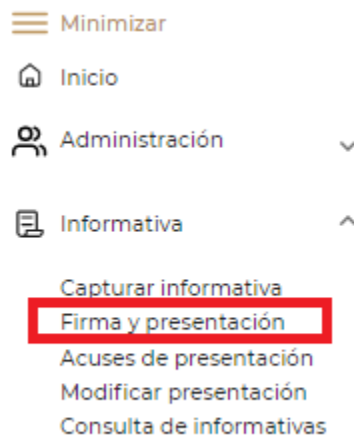 Minimizar
Inicio
Administración
Informativa
Capturar informativa
Firma y presentación
Acuses de presentación
Modificar presentación
Consulta de informativas